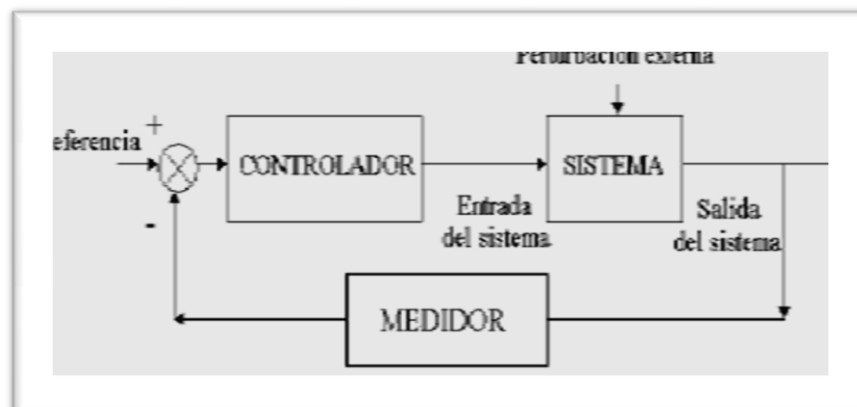 Perturbación externa
+
eferencia
CONTROLADOR
SISTEMA
-
Entrada
del sistema
Salida
del sistema
MEDIDOR